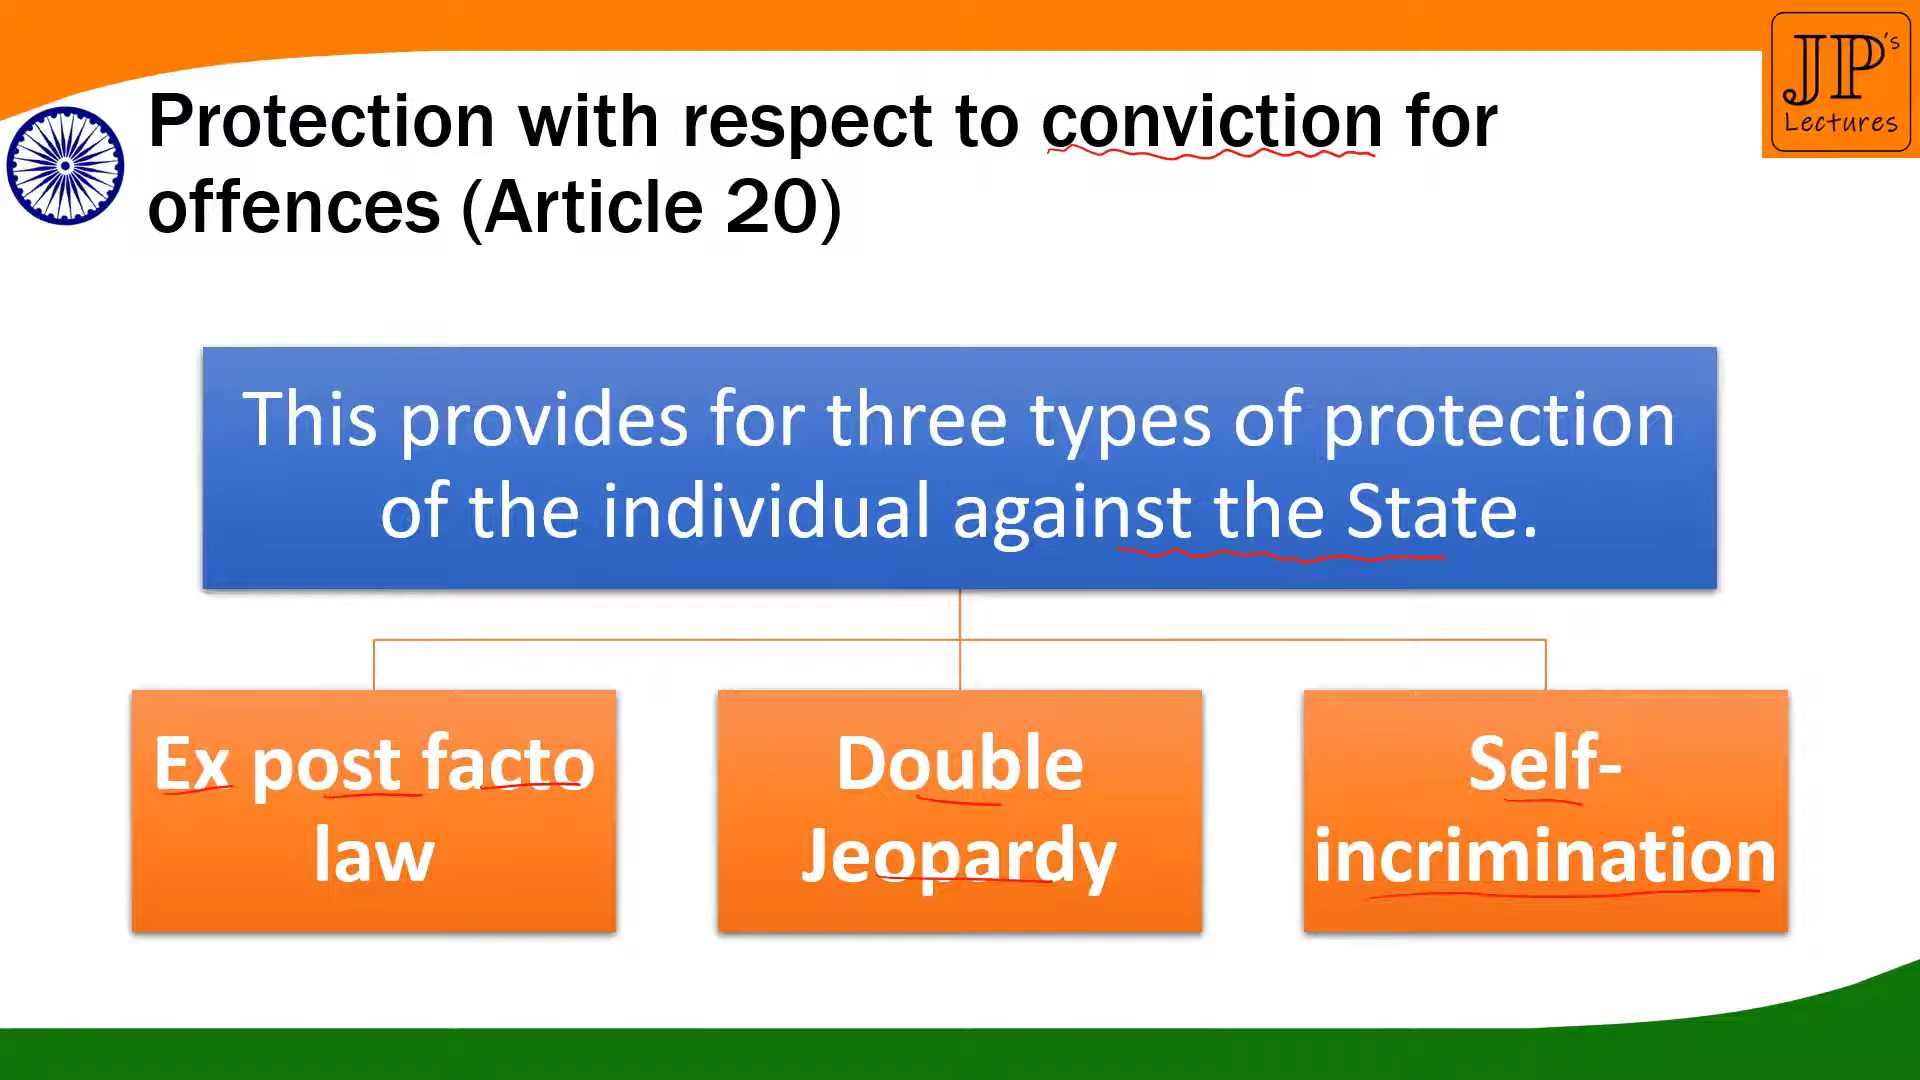 JP's
Lectures
Protection with respect to conviction for
offences (Article 20)
This provides for three types of protection
of the individual against the State.
Ex post facto
law
Double
Jeopardy
Self-
incrimination